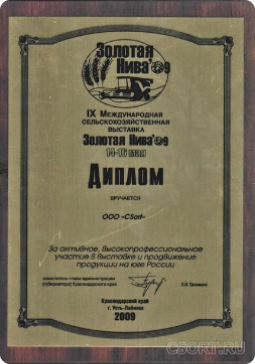 Золотая
Нива'09
IX Международная
сельскохозяйственная
выставка
Золотая Нива'09
14-16 мая
Диплом
вручается
ООО «CSort»
За активное, высокопрофессиональное
участие в выставке и продвижение
продукции на юге России
Краснодарский край
г. Усть-Лабинск
2009
CSORT.RU